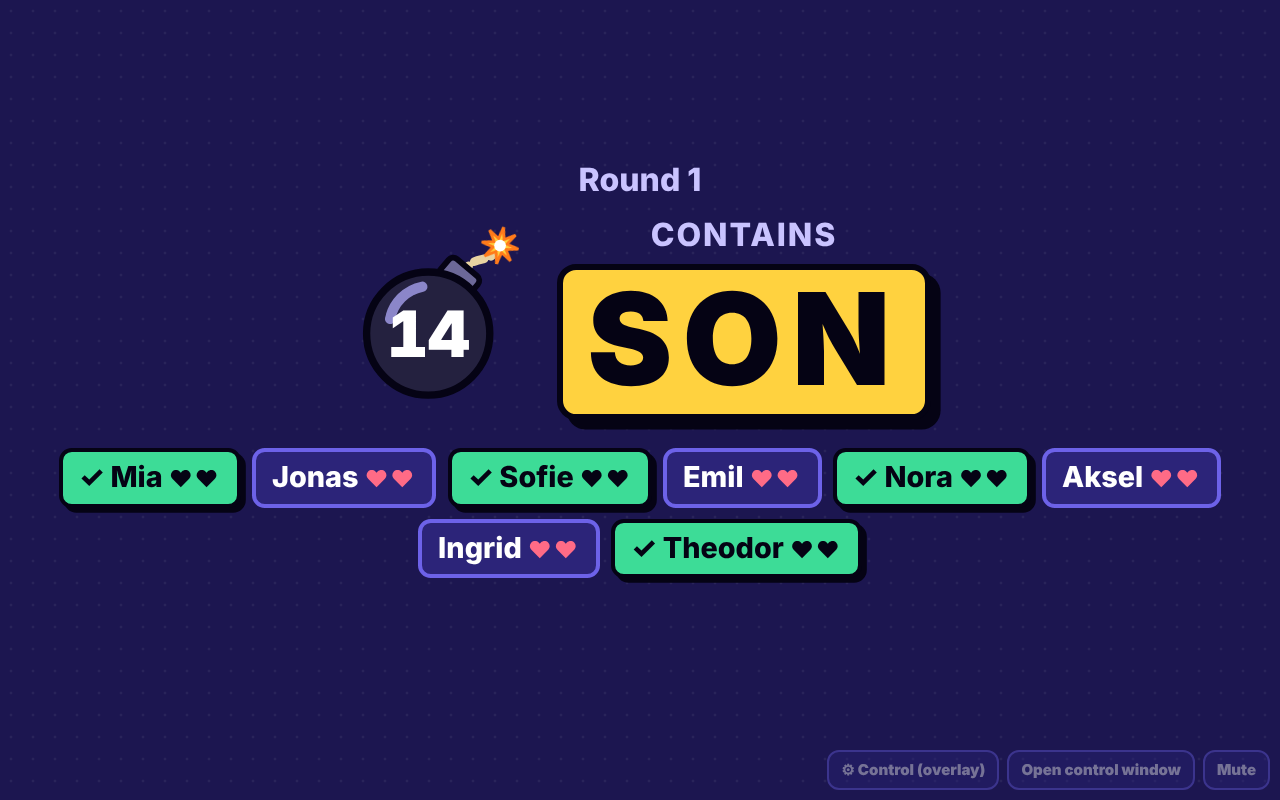 Round 1
CONTAINS
14
SON
✓ Mia ♥♥
Jonas ♥♥
✓ Sofie ♥♥
Emil ♥♥
✓ Nora ♥♥
Aksel ♥♥
Ingrid ♥♥
✓ Theodor ♥♥
⚙ Control (overlay)
Open control window
Mute